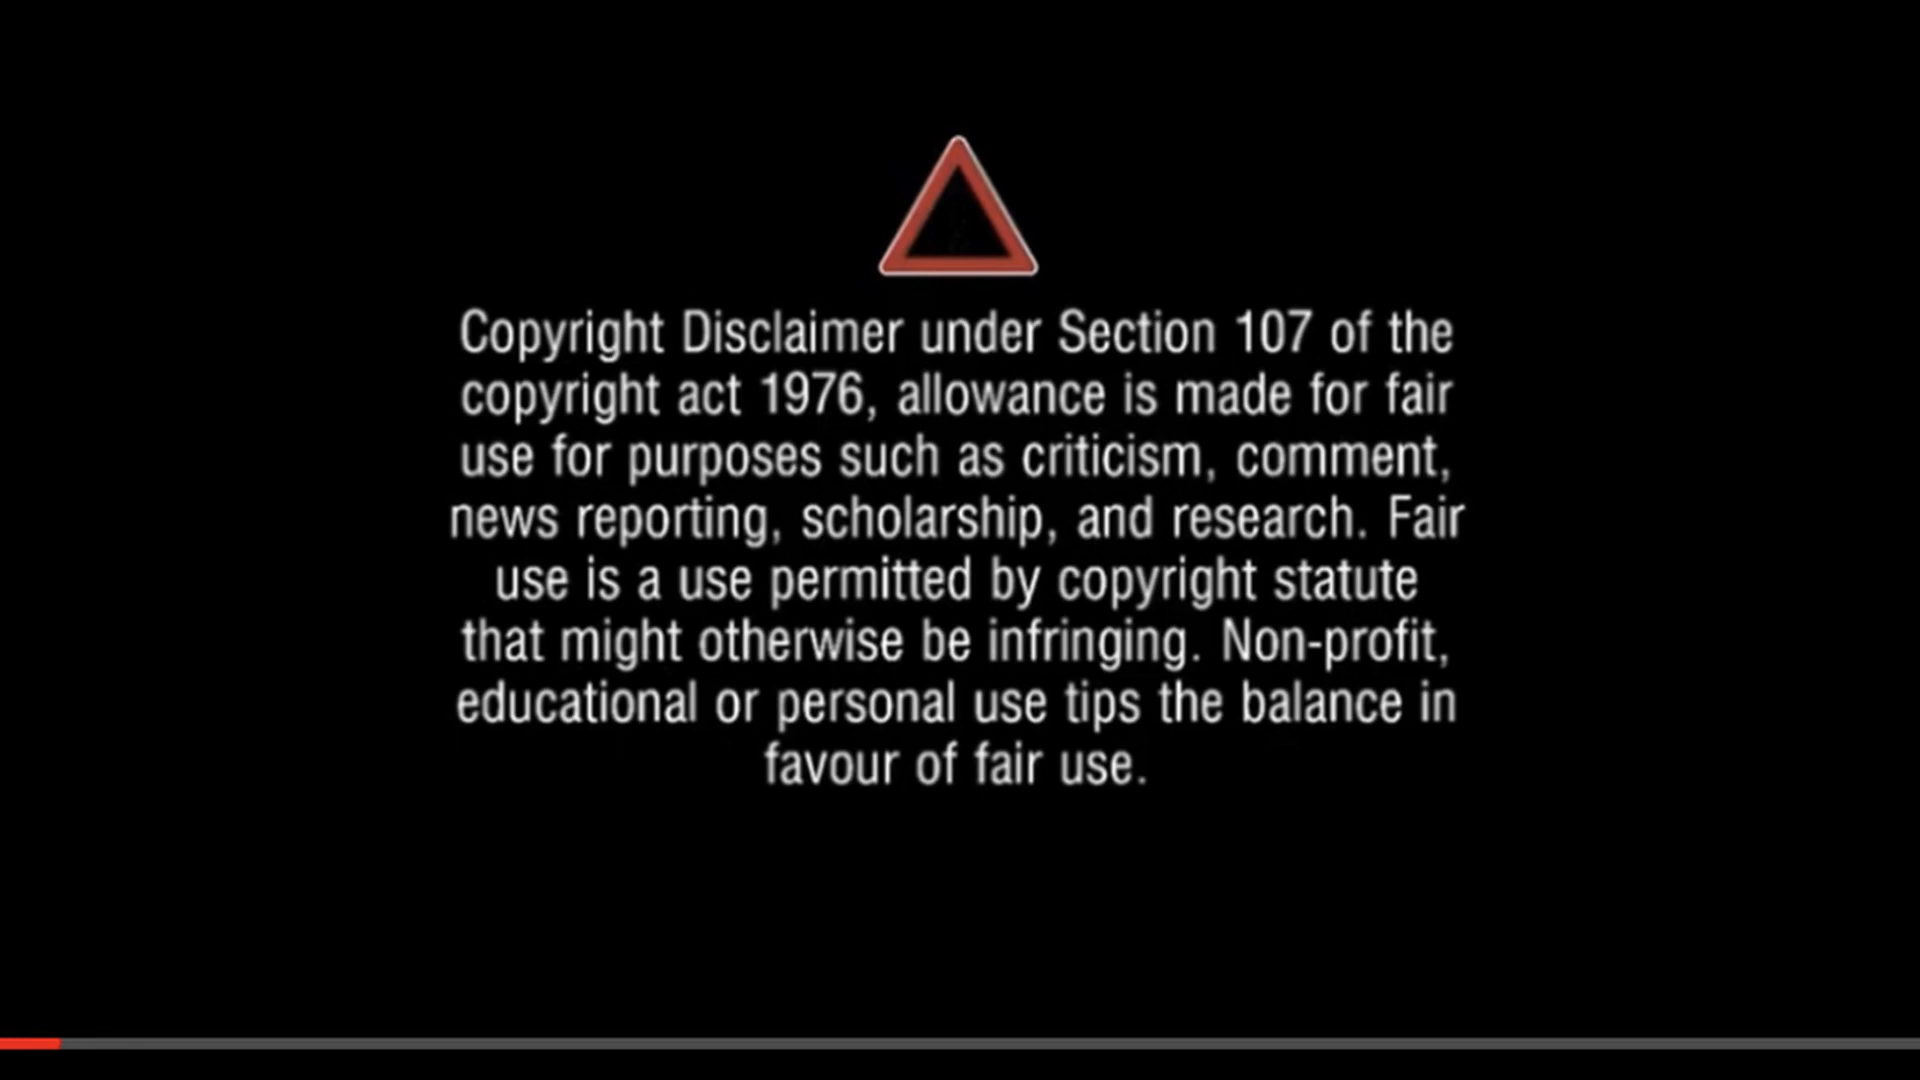 Copyright Disclaimer under Section 107 of the
copyright act 1976, allowance is made for fair
use for purposes such as criticism, comment,
news reporting, scholarship, and research. Fair
use is a use permitted by copyright statute
that might otherwise be infringing. Non-profit,
educational or personal use tips the balance in
favour of fair use.